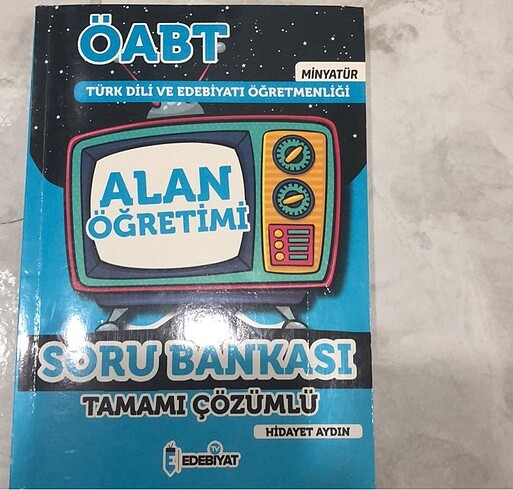 ÖABT
MİNYATÜR
TÜRK DİLİ VE EDEBİYATI ÖĞRETMENLİĞİ
ALAN
ÖĞRETİMİ
SORU BANKASI
TAMAMI ÇÖZÜMLÜ
HİDAYET AYDIN
TV
EDEBİYAT